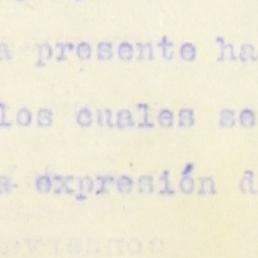 a presente ha
los cuales se
a expresión d